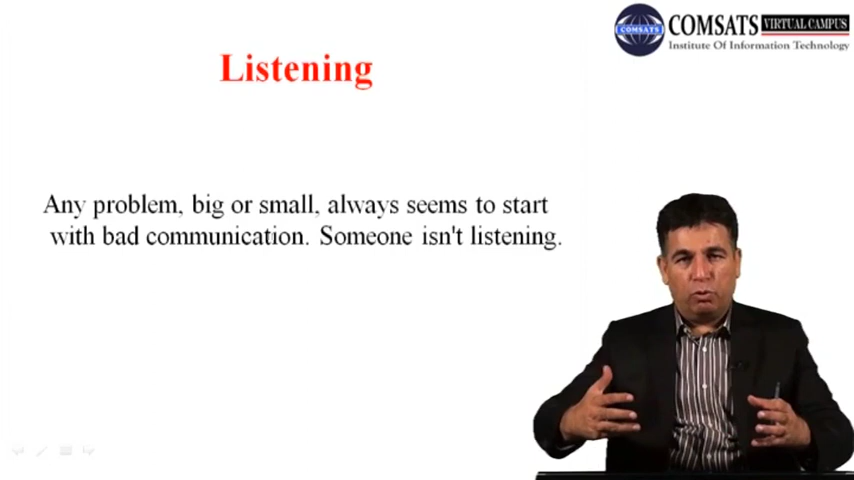 COMSATS
COMSATS VIRTUAL CAMPUS
Institute Of Information Technology
Listening
Any problem, big or small, always seems to start
with bad communication. Someone isn't listening.